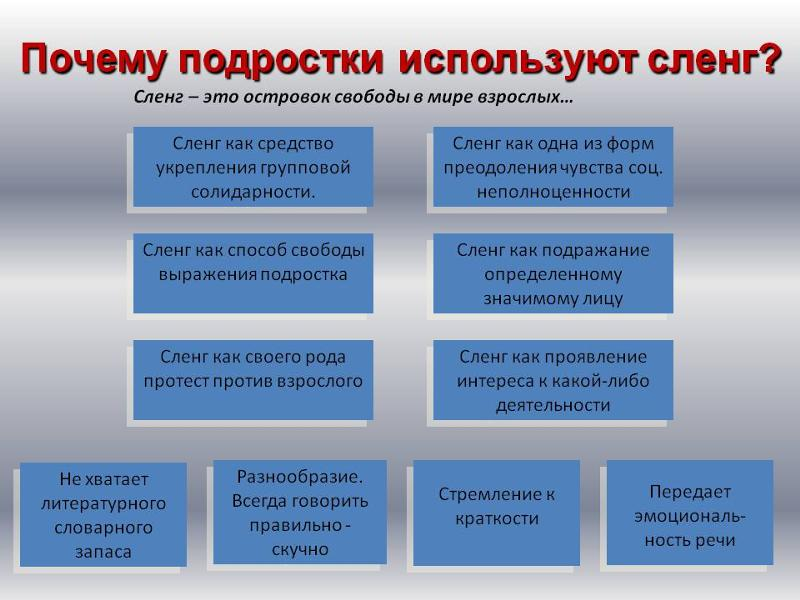 Почему подростки используют сленг?
Сленг – это островок свободы в мире взрослых…
Сленг как средство
укрепления групповой
солидарности.
Сленг как одна из форм
преодоления чувства соц.
неполноценности
Сленг как способ свободы
выражения подростка
Сленг как подражание
определенному
значимому лицу
Сленг как своего рода
протест против взрослого
Сленг как проявление
интереса к какой-либо
деятельности
Не хватает
литературного
словарного
запаса
Разнообразие.
Всегда говорить
правильно -
скучно
Стремление к
краткости
Передает
эмоциональ-
ность речи